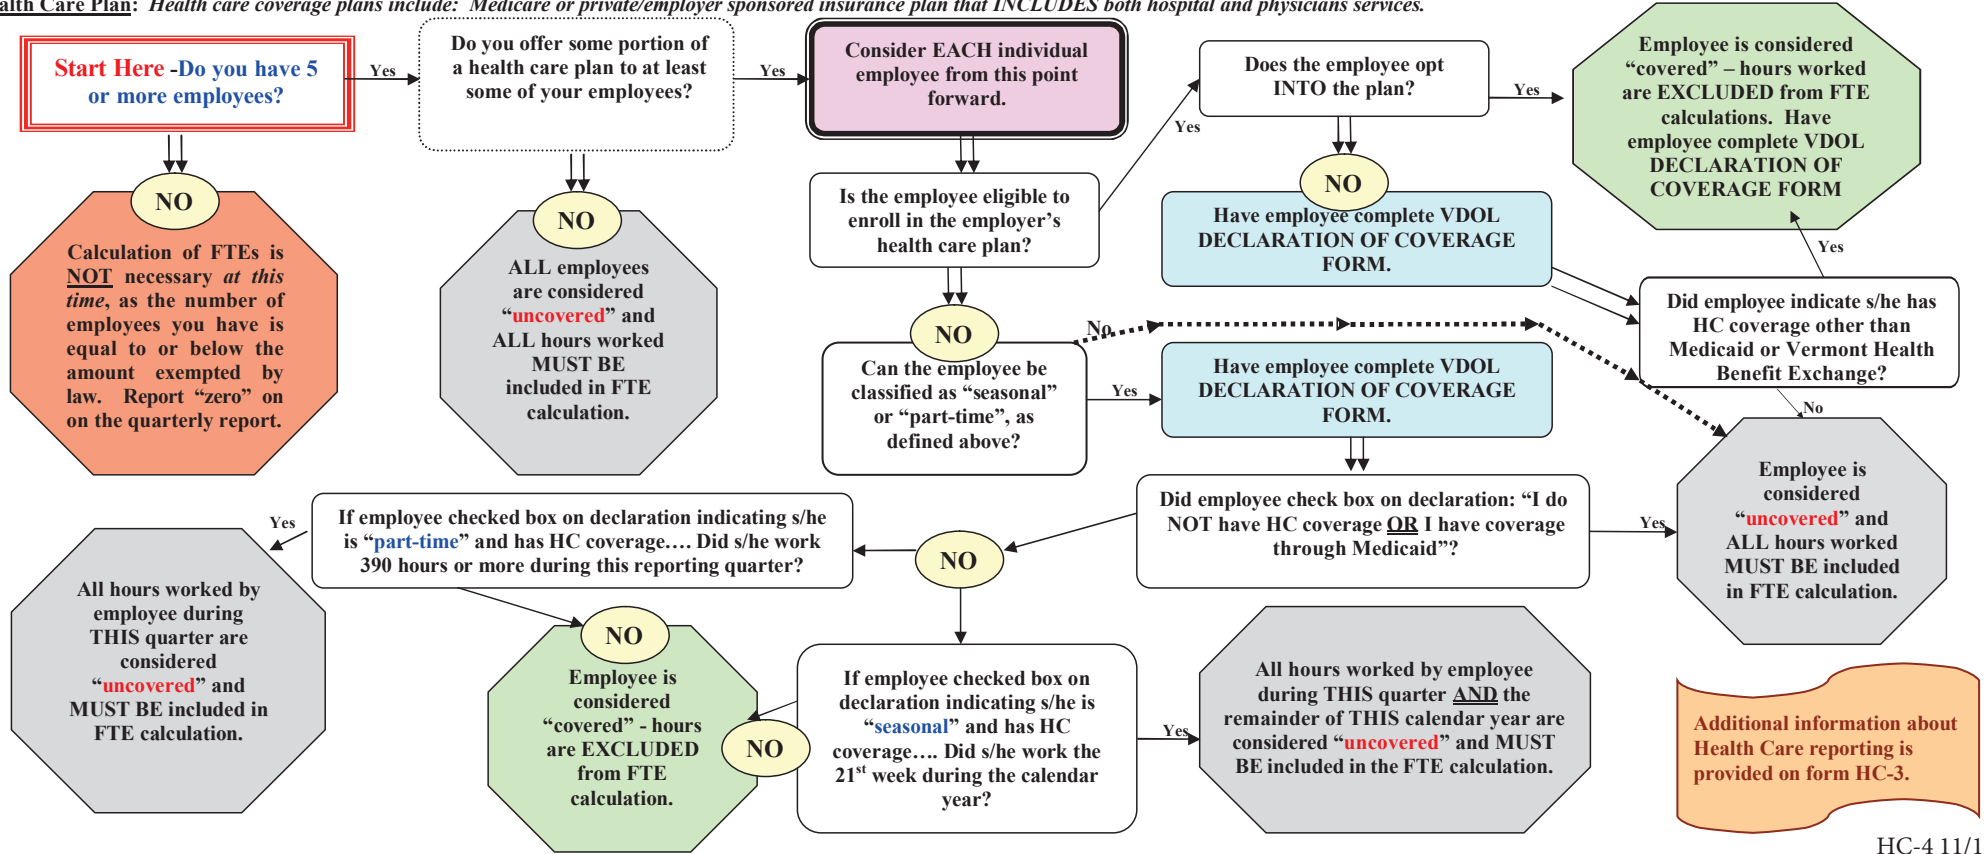 alth Care Plan: Health care coverage plans include: Medicare or private/employer sponsored insurance plan that INCLUDES both hospital and physicians services.
Start Here -Do you have 5
or more employees?
Yes
Do you offer some portion of
a health care plan to at least
some of your employees?
Yes
Consider EACH individual
employee from this point
forward.
Yes
Does the employee opt
INTO the plan?
Yes
Employee is considered
“covered” – hours worked
are EXCLUDED from FTE
calculations. Have
employee complete VDOL
DECLARATION OF
COVERAGE FORM
NO
Calculation of FTEs is
NOT necessary at this
time, as the number of
employees you have is
equal to or below the
amount exempted by
law. Report “zero” on
on the quarterly report.
NO
ALL employees
are considered
“uncovered” and
ALL hours worked
MUST BE
included in FTE
calculation.
Is the employee eligible to
enroll in the employer’s
health care plan?
NO
Have employee complete VDOL
DECLARATION OF COVERAGE
FORM.
Yes
Did employee indicate s/he has
HC coverage other than
Medicaid or Vermont Health
Benefit Exchange?
No
NO
No
Can the employee be
classified as “seasonal”
or “part-time”, as
defined above?
Yes
Have employee complete VDOL
DECLARATION OF COVERAGE
FORM.
Employee is
considered
“uncovered” and
ALL hours worked
MUST BE included
in FTE calculation.
Did employee check box on declaration: “I do
NOT have HC coverage OR I have coverage
through Medicaid”?
Yes
NO
If employee checked box on declaration indicating s/he
is “part-time” and has HC coverage…. Did s/he work
390 hours or more during this reporting quarter?
Yes
All hours worked by
employee during
THIS quarter are
considered
“uncovered” and
MUST BE included in
FTE calculation.
NO
Employee is
considered
“covered” - hours
are EXCLUDED
from FTE
calculation.
NO
If employee checked box on
declaration indicating s/he is
“seasonal” and has HC
coverage…. Did s/he work the
21st week during the calendar
year?
Yes
All hours worked by employee
during THIS quarter AND the
remainder of THIS calendar year are
considered “uncovered” and MUST
BE included in the FTE calculation.
Additional information about
Health Care reporting is
provided on form HC-3.
HC-4 11/1